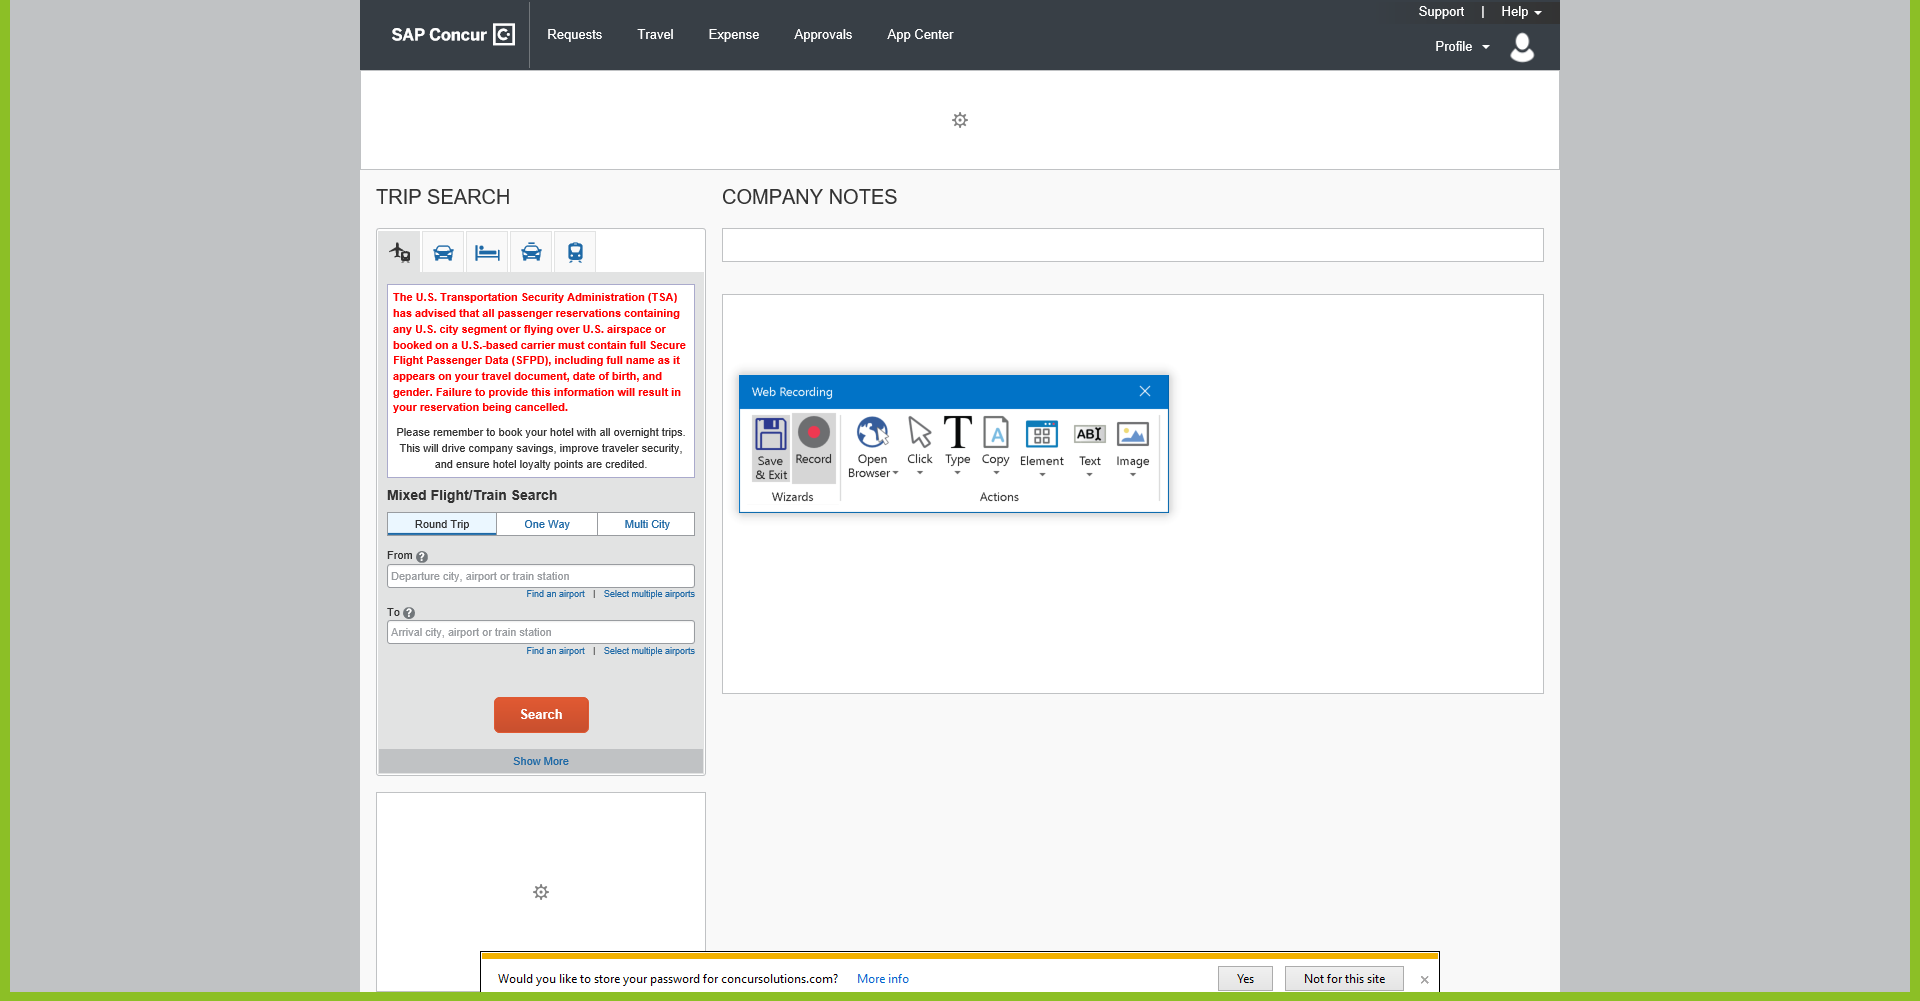 SAP Concur
Requests
Travel
Expense
Approvals
App Center
Support | Help
Profile
TRIP SEARCH
The U.S. Transportation Security Administration (TSA)
has advised that all passenger reservations containing
any U.S. city segment or flying over U.S. airspace or
booked on a U.S.-based carrier must contain full Secure
Flight Passenger Data (SFPD), including full name as it
appears on your travel document, date of birth, and
gender. Failure to provide this information will result in
your reservation being cancelled.
Please remember to book your hotel with all overnight trips.
This will drive company savings, improve traveler security,
and ensure hotel loyalty points are credited.
Mixed Flight/Train Search
Round Trip
One Way
Multi City
From ?
Departure city, airport or train station
Find an airport | Select multiple airports
To ?
Arrival city, airport or train station
Find an airport | Select multiple airports
Search
Show More
COMPANY NOTES
Web Recording
Save
& Exit
Record
Wizards
Open
Browser
Click
Type
Copy
Element
Text
Image
Actions
Would you like to store your password for concursolutions.com? More info
Yes
Not for this site